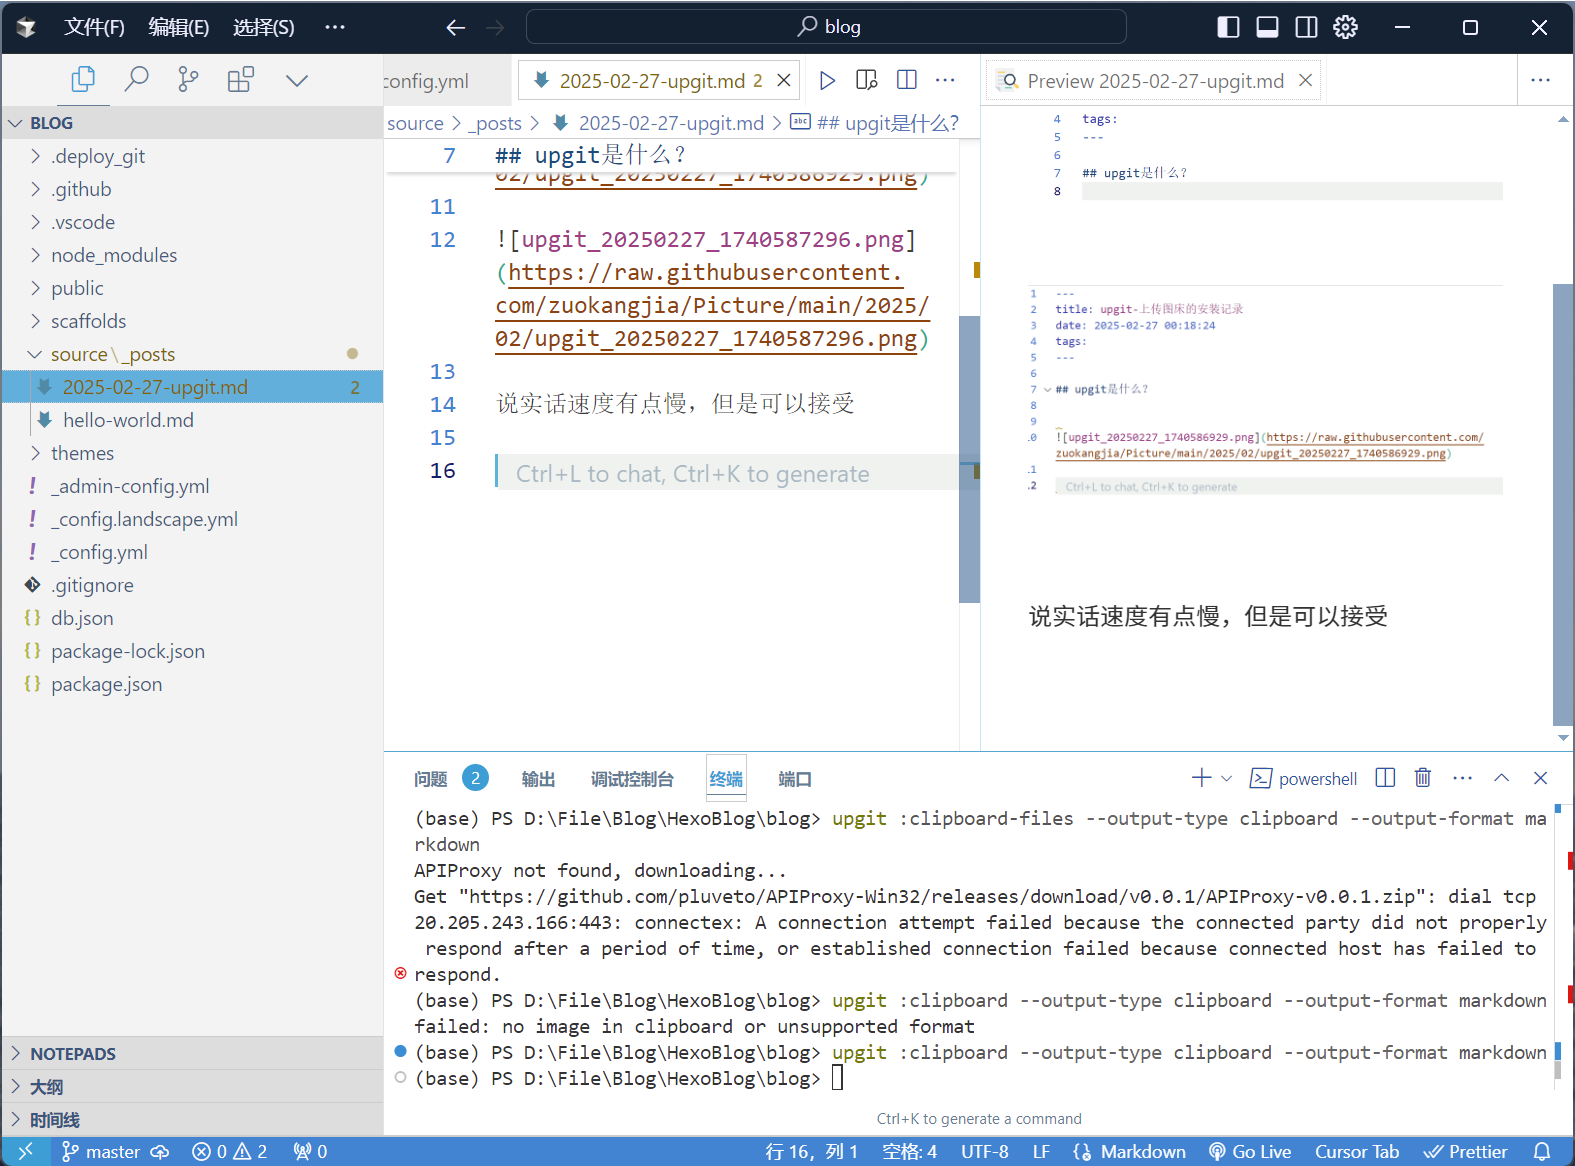 文件(F) 编辑(E) 选择(S) ··· blog
config.yml 2025-02-27-upgit.md 2 Preview 2025-02-27-upgit.md
BLOG
.deploy_git
.github
.vscode
node_modules
public
scaffolds
source\_posts
2025-02-27-upgit.md 2
hello-world.md
themes
! _admin-config.yml
! _config.landscape.yml
! _config.yml
.gitignore
{} db.json
{} package-lock.json
{} package.json
NOTEPADS
大纲
时间线
source > _posts > 2025-02-27-upgit.md > abc ## upgit是什么?
7 ## upgit是什么?
02/upgit_20250227_1740586929.png)
11
12 ![upgit_20250227_1740587296.png]
(https://raw.githubusercontent.
com/zuokangjia/Picture/main/2025/
02/upgit_20250227_1740587296.png)
13
14 说实话速度有点慢，但是可以接受
15
16 Ctrl+L to chat, Ctrl+K to generate
4 tags:
5 ---
6
7 ## upgit是什么?
8
1 ---
2 title: upgit-上传图床的安装记录
3 date: 2025-02-27 00:18:24
4 tags:
5 ---
6
7 ## upgit是什么?
8
9
.0 ![upgit_20250227_1740586929.png](https://raw.githubusercontent.com/
zuokangjia/Picture/main/2025/02/upgit_20250227_1740586929.png)
.1
.2 Ctrl+L to chat, Ctrl+K to generate
说实话速度有点慢，但是可以接受
问题 2 输出 调试控制台 终端 端口 powershell
(base) PS D:\File\Blog\HexoBlog\blog> upgit :clipboard-files --output-type clipboard --output-format ma
rkdown
APIProxy not found, downloading...
Get "https://github.com/pluveto/APIProxy-Win32/releases/download/v0.0.1/APIProxy-v0.0.1.zip": dial tcp
20.205.243.166:443: connectex: A connection attempt failed because the connected party did not properly
respond after a period of time, or established connection failed because connected host has failed to
respond.
(base) PS D:\File\Blog\HexoBlog\blog> upgit :clipboard --output-type clipboard --output-format markdown
failed: no image in clipboard or unsupported format
(base) PS D:\File\Blog\HexoBlog\blog> upgit :clipboard --output-type clipboard --output-format markdown
(base) PS D:\File\Blog\HexoBlog\blog>
Ctrl+K to generate a command
master 0 2 0 行 16，列 1 空格: 4 UTF-8 LF Markdown Go Live Cursor Tab Prettier